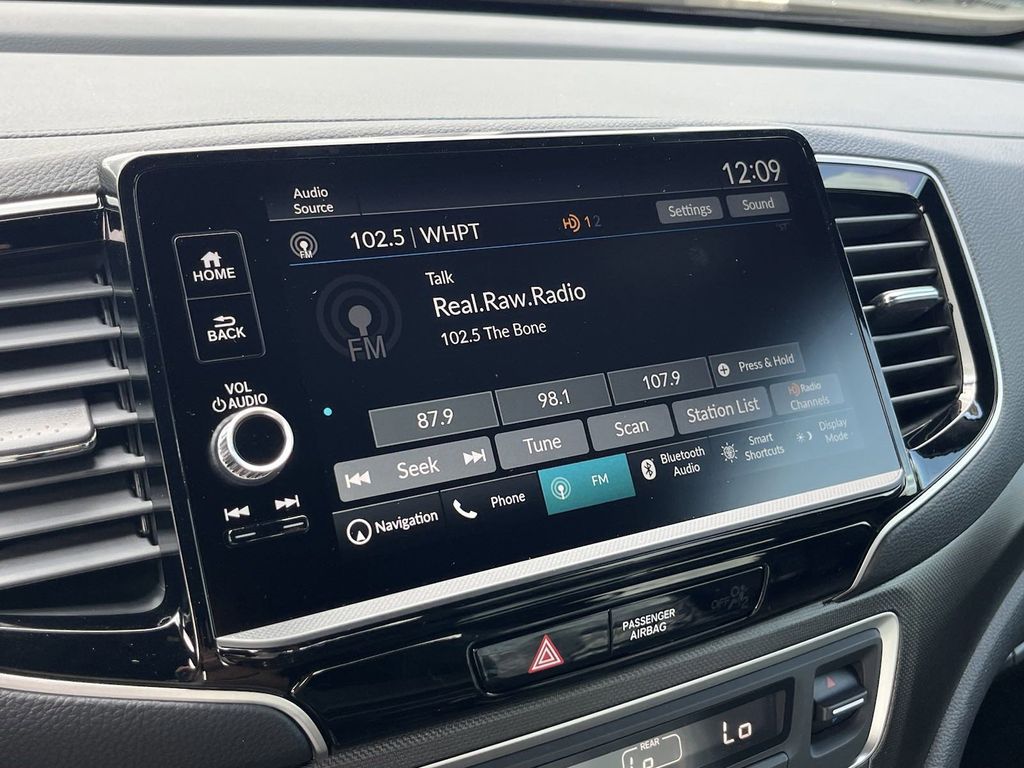 12:09
Audio
Source
Settings
Sound
102.5 | WHPT
HD 1 2
FM
HOME
Talk
Real.Raw.Radio
102.5 The Bone
FM
BACK
VOL
AUDIO
87.9
98.1
107.9
Press & Hold
Seek
Tune
Scan
Station List
HD Radio
Channels
Navigation
Phone
FM
Bluetooth
Audio
Smart
Shortcuts
Display
Mode
PASSENGER
AIRBAG
OFF
REAR
Lo
Lo